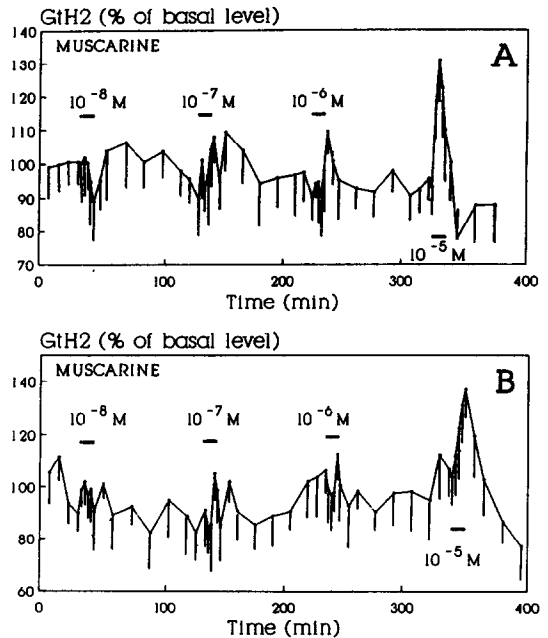 GtH2 (% of basal level)
MUSCARINE
A
10⁻⁸ M
10⁻⁷ M
10⁻⁶ M
10⁻⁵ M
140
130
120
110
100
90
80
70
0 100 200 300 400
Time (min)
GtH2 (% of basal level)
MUSCARINE
B
10⁻⁸ M
10⁻⁷ M
10⁻⁶ M
10⁻⁵ M
140
120
100
80
60
0 100 200 300 400
Time (min)